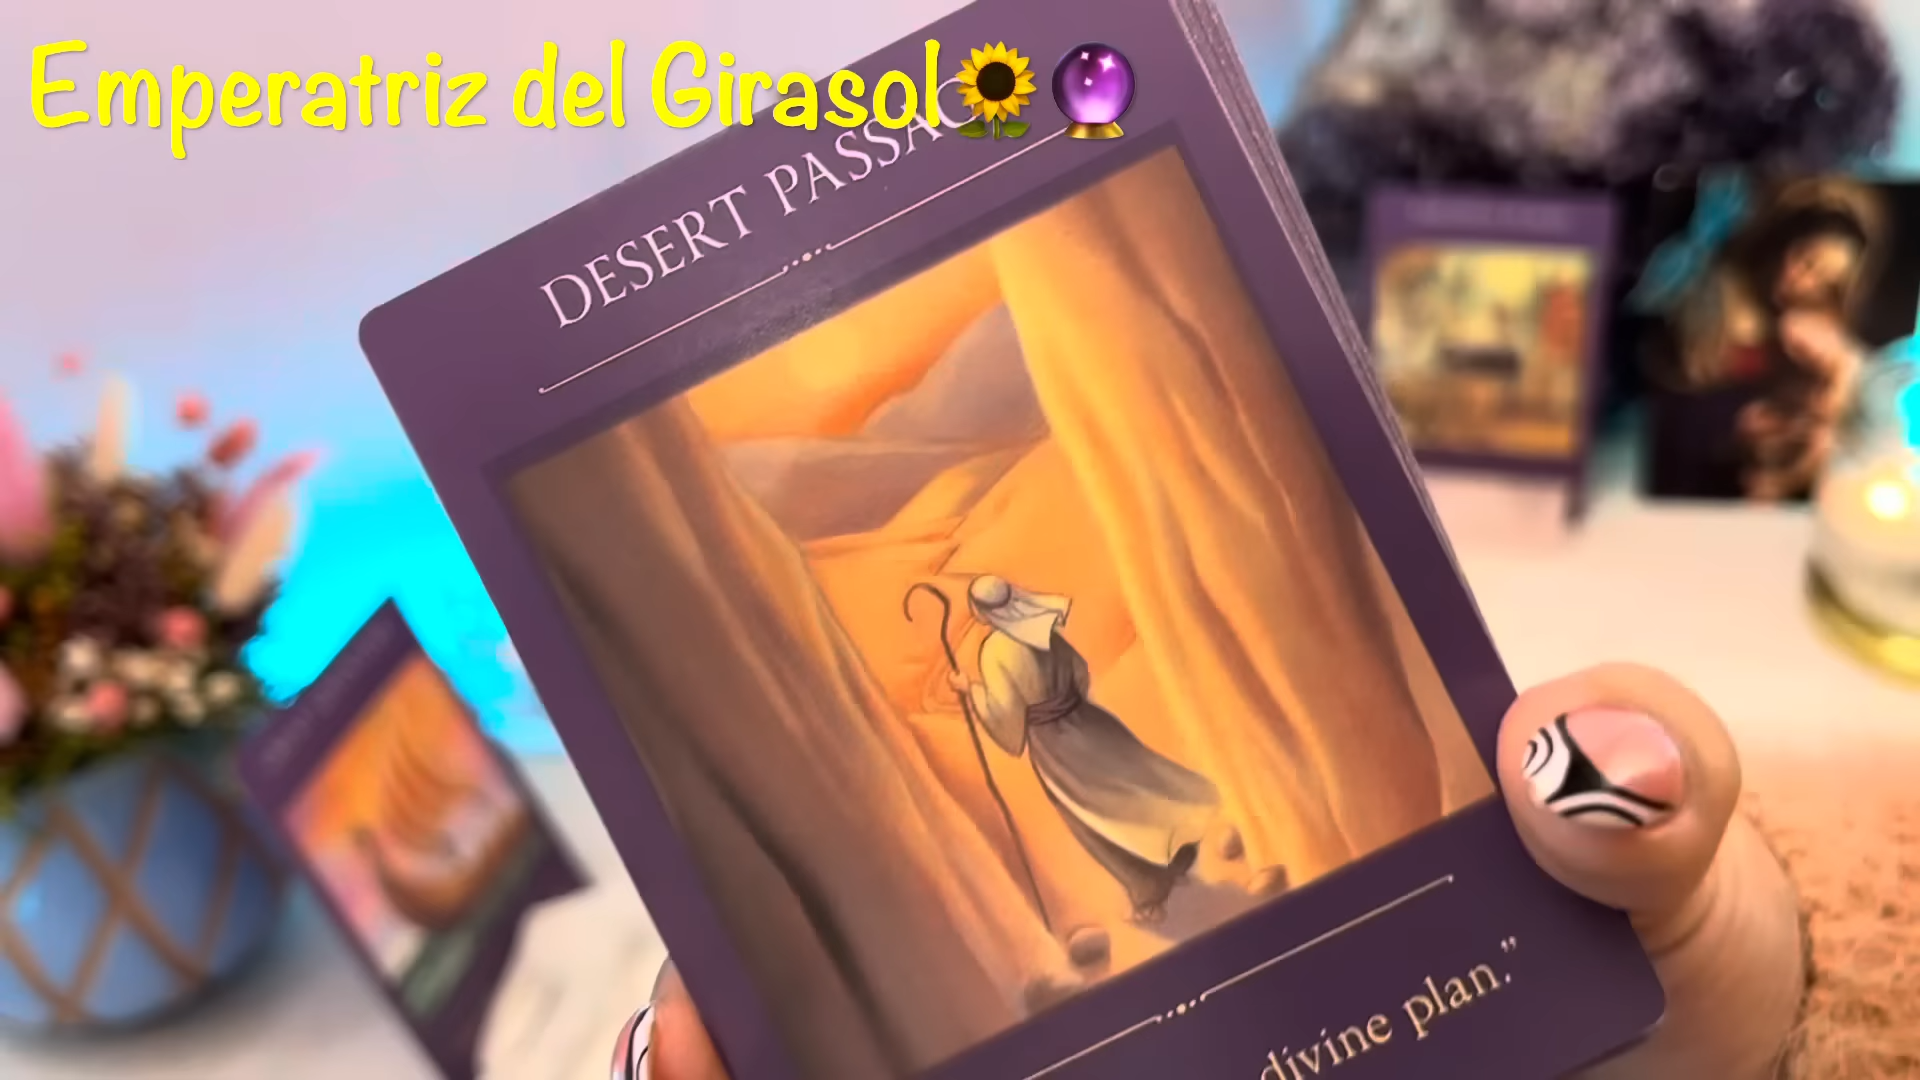 Emperatriz del Girasol🌻🔮
DESERT PASSAG
divine plan.”